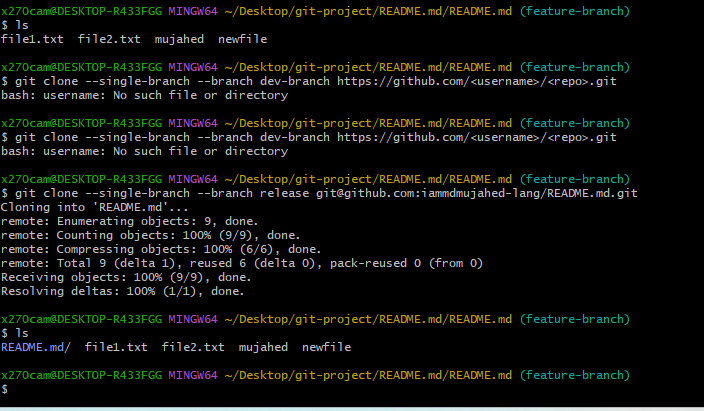 x270cam@DESKTOP-R433FGG MINGW64 ~/Desktop/git-project/README.md/README.md (feature-branch)
$ ls
file1.txt  file2.txt  mujahed  newfile
x270cam@DESKTOP-R433FGG MINGW64 ~/Desktop/git-project/README.md/README.md (feature-branch)
$ git clone --single-branch --branch dev-branch https://github.com/<username>/<repo>.git
bash: username: No such file or directory
x270cam@DESKTOP-R433FGG MINGW64 ~/Desktop/git-project/README.md/README.md (feature-branch)
$ git clone --single-branch --branch dev-branch https://github.com/<username>/<repo>.git
bash: username: No such file or directory
x270cam@DESKTOP-R433FGG MINGW64 ~/Desktop/git-project/README.md/README.md (feature-branch)
$ git clone --single-branch --branch release git@github.com:iammdmujahed-lang/README.md.git
Cloning into 'README.md'...
remote: Enumerating objects: 9, done.
remote: Counting objects: 100% (9/9), done.
remote: Compressing objects: 100% (6/6), done.
remote: Total 9 (delta 1), reused 6 (delta 0), pack-reused 0 (from 0)
Receiving objects: 100% (9/9), done.
Resolving deltas: 100% (1/1), done.
x270cam@DESKTOP-R433FGG MINGW64 ~/Desktop/git-project/README.md/README.md (feature-branch)
$ ls
README.md/  file1.txt  file2.txt  mujahed  newfile
x270cam@DESKTOP-R433FGG MINGW64 ~/Desktop/git-project/README.md/README.md (feature-branch)
$